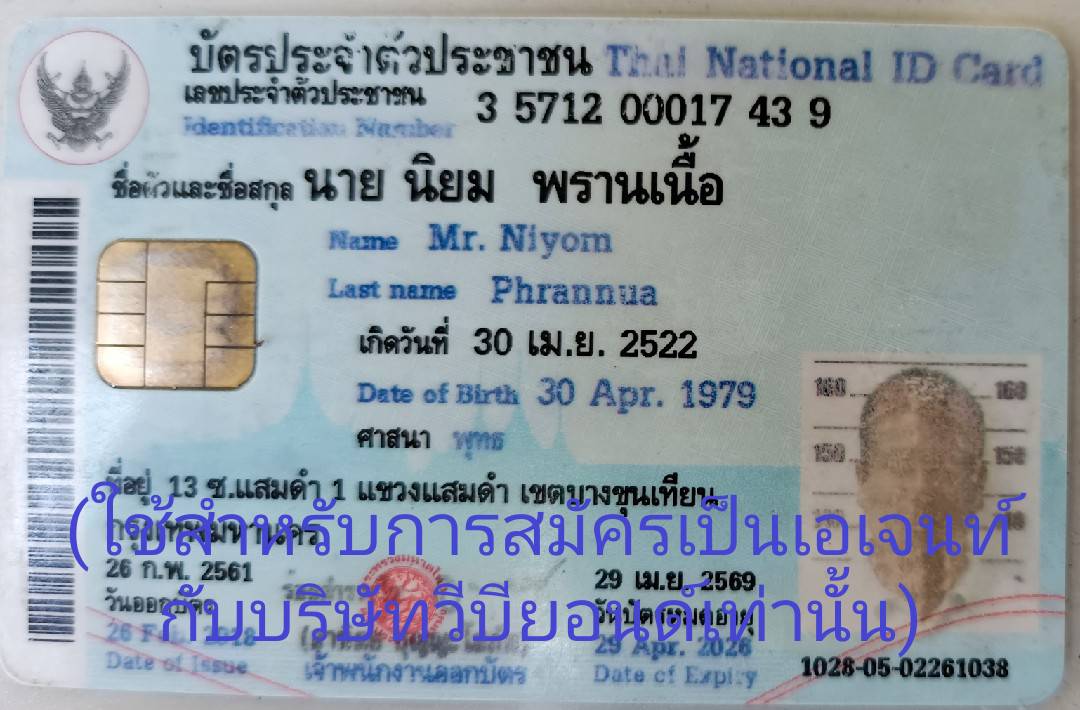 บัตรประจำตัวประชาชน Thai National ID Card
เลขประจำตัวประชาชน 3 5712 00017 43 9
Identification Number
ชื่อตัวและชื่อสกุล นาย นิยม พรานเนื้อ
Name Mr. Niyom
Last name Phrannua
เกิดวันที่ 30 เม.ย. 2522
Date of Birth 30 Apr. 1979
ศาสนา พุทธ
160 160
150 150
ที่อยู่ 13 ซ.แสมดำ 1 แขวงแสมดำ เขตบางขุนเทียน
กรุงเทพมหานคร
(ใช้สำหรับการสมัครเป็นเอเจนท์
กับบริษัทวีบียอนด์เท่านั้น)
26 ก.พ. 2561
วันออกบัตร
26 Feb. 2018
Date of Issue
เจ้าพนักงานออกบัตร
29 เม.ย. 2569
วันบัตรหมดอายุ
29 Apr. 2026
Date of Expiry
1028-05-02261038